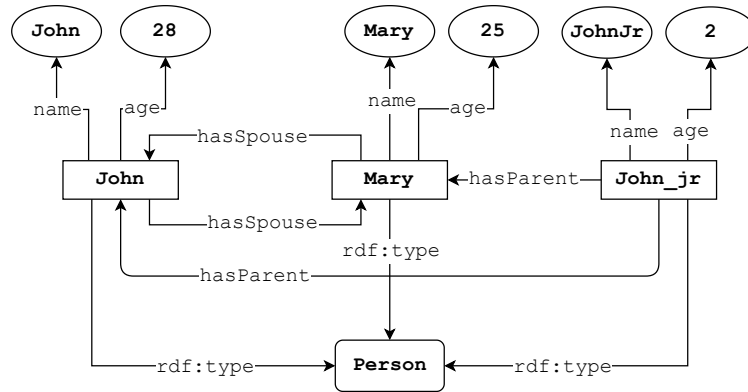 John 28 Mary 25 JohnJr 2
name age name age name age
hasSpouse
John Mary hasParent John_jr
hasSpouse
rdf:type
hasParent
Person
rdf:type rdf:type